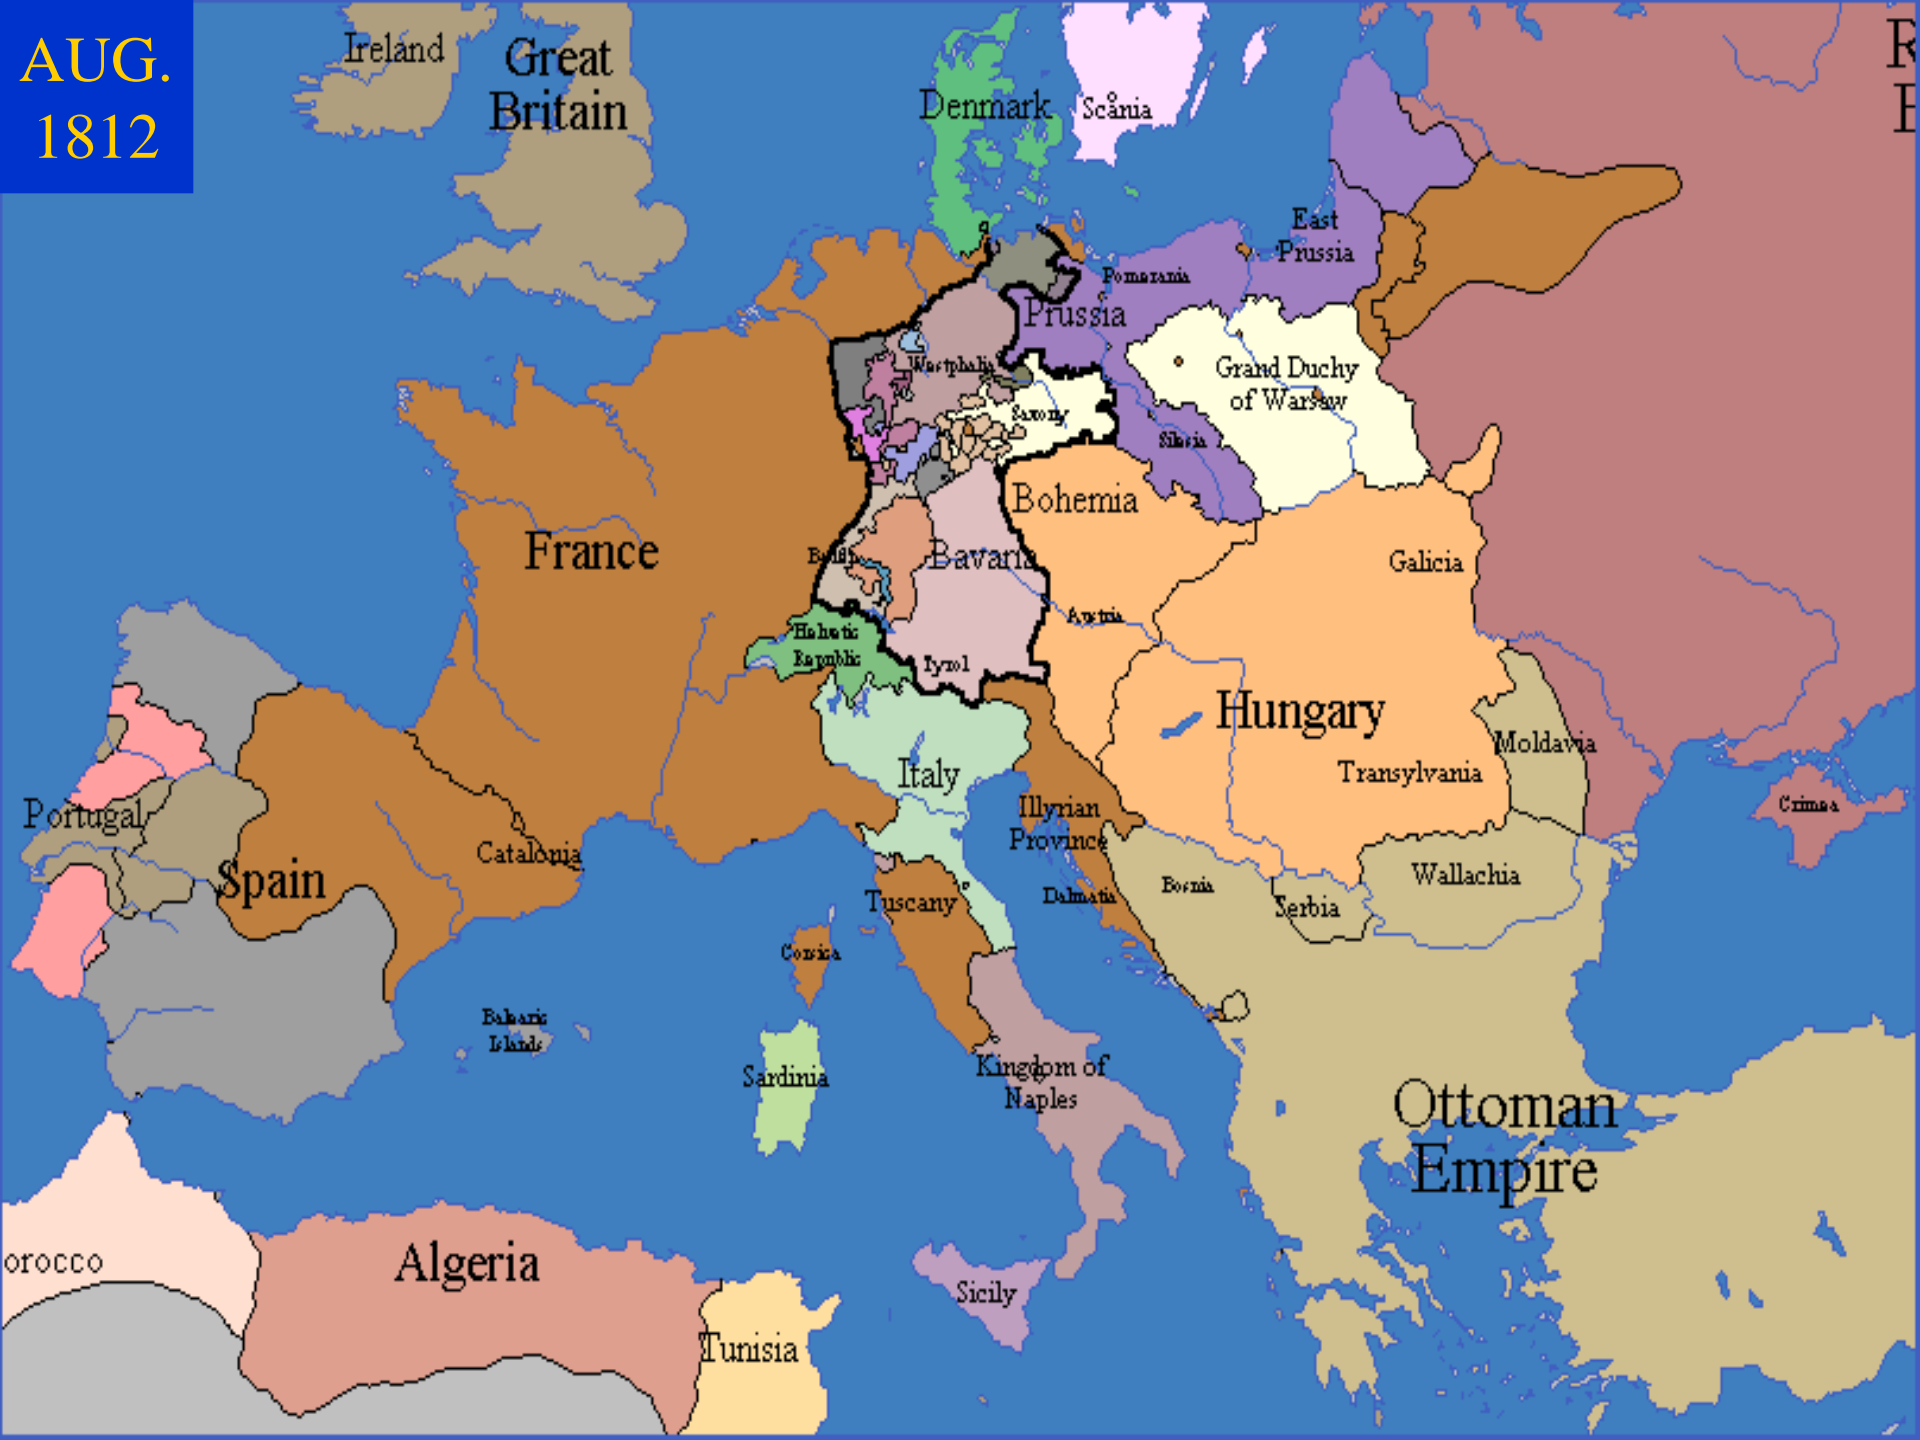 AUG.
1812
Ireland
Great
Britain
Denmark
Scånia
R
E
East
Prussia
Pomerania
Prussia
Westphalia
Grand Duchy
of Warsaw
Saxony
Silesia
Bohemia
France
Baden
Bavaria
Galicia
Austria
Helvetic
Republic
Tyrol
Hungary
Moldavia
Italy
Transylvania
Portugal
Illyrian
Province
Crimea
Catalonia
Spain
Tuscany
Dalmatia
Bosnia
Serbia
Wallachia
Corsica
Balearic
Islands
Sardinia
Kingdom of
Naples
Ottoman
Empire
orocco
Algeria
Sicily
Tunisia